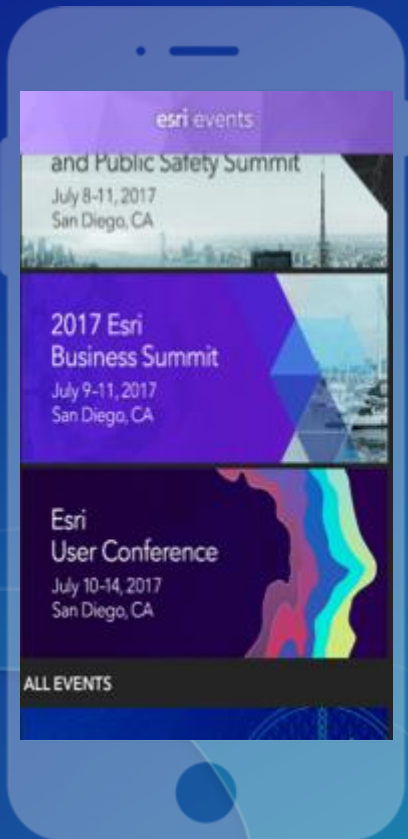 esri events
and Public Safety Summit
July 8-11, 2017
San Diego, CA
2017 Esri
Business Summit
July 9-11, 2017
San Diego, CA
Esri
User Conference
July 10-14, 2017
San Diego, CA
ALL EVENTS